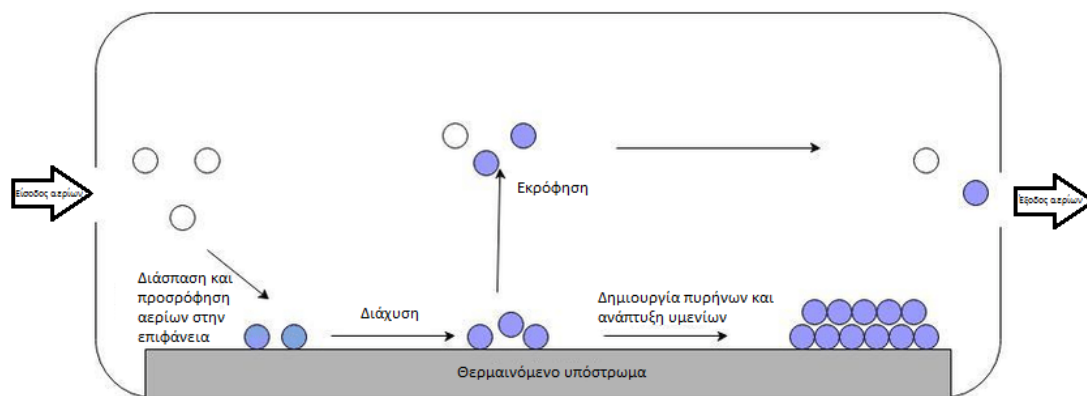 Είσοδος αερίων
Εκρόφηση
Έξοδος αερίων
Διάσπαση και
προσρόφηση
αερίων στην
επιφάνεια
Διάχυση
Δημιουργία πυρήνων και
ανάπτυξη υμενίων
Θερμαινόμενο υπόστρωμα